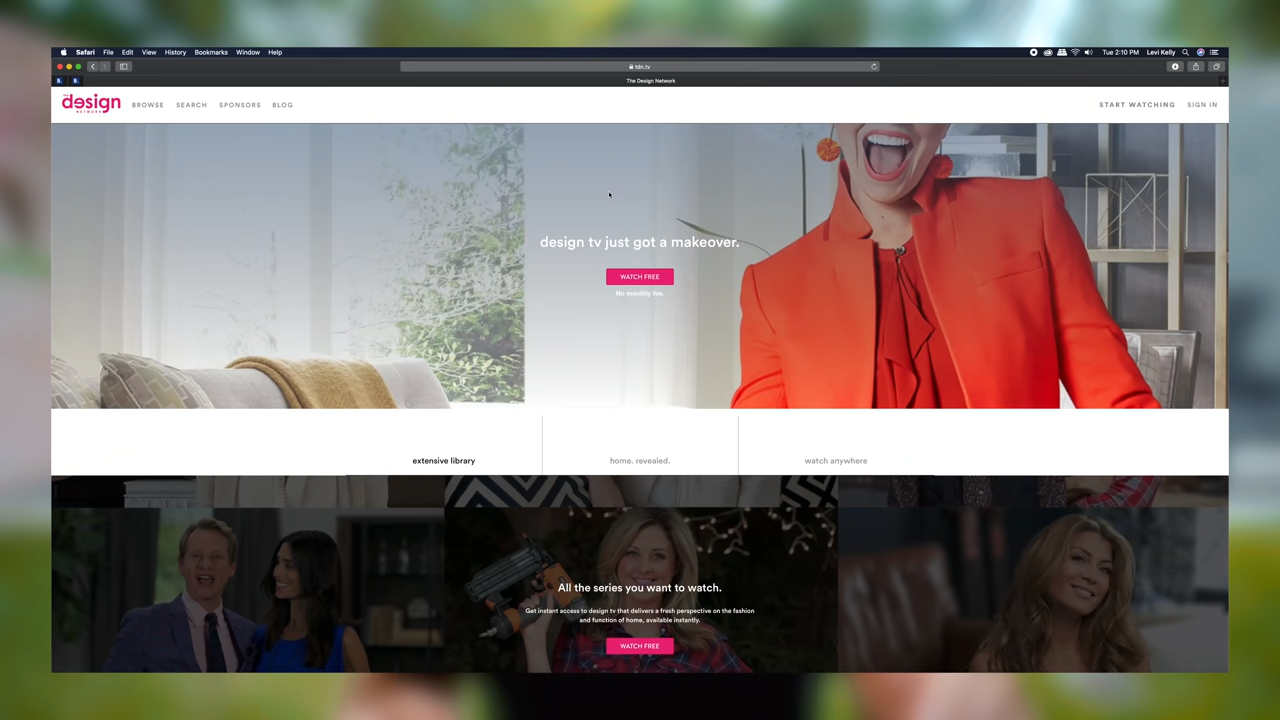 Safari File Edit View History Bookmarks Window Help
Tue 2:10 PM Levi Kelly
tdn.tv
The Design Network
the
design
NETWORK
BROWSE SEARCH SPONSORS BLOG
START WATCHING SIGN IN
design tv just got a makeover.
WATCH FREE
No monthly fee.
extensive library
home. revealed.
watch anywhere
All the series you want to watch.
Get instant access to design tv that delivers a fresh perspective on the fashion
and function of home, available instantly.
WATCH FREE